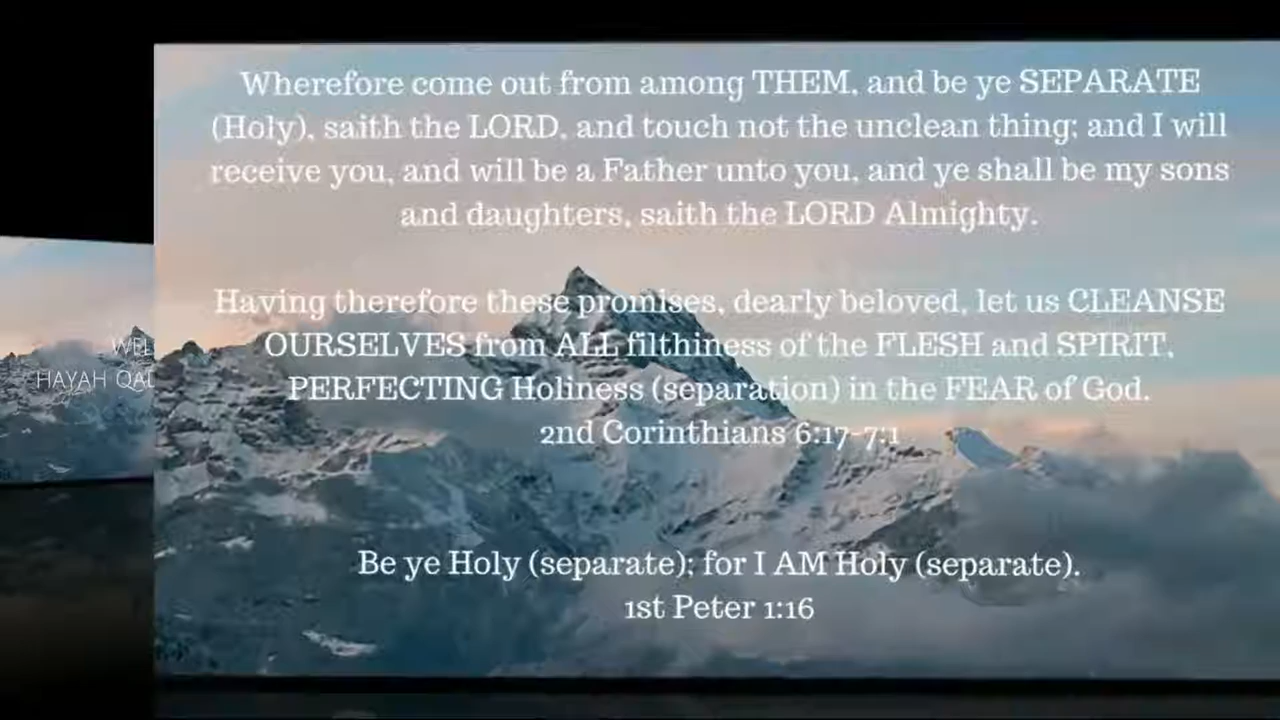 Wherefore come out from among THEM, and be ye SEPARATE
(Holy), saith the LORD, and touch not the unclean thing; and I will
receive you, and will be a Father unto you, and ye shall be my sons
and daughters, saith the LORD Almighty.
Having therefore these promises, dearly beloved, let us CLEANSE
OURSELVES from ALL filthiness of the FLESH and SPIRIT,
PERFECTING Holiness (separation) in the FEAR of God.
2nd Corinthians 6:17-7:1
Be ye Holy (separate); for I AM Holy (separate).
1st Peter 1:16
WEL
HAYAH QAL